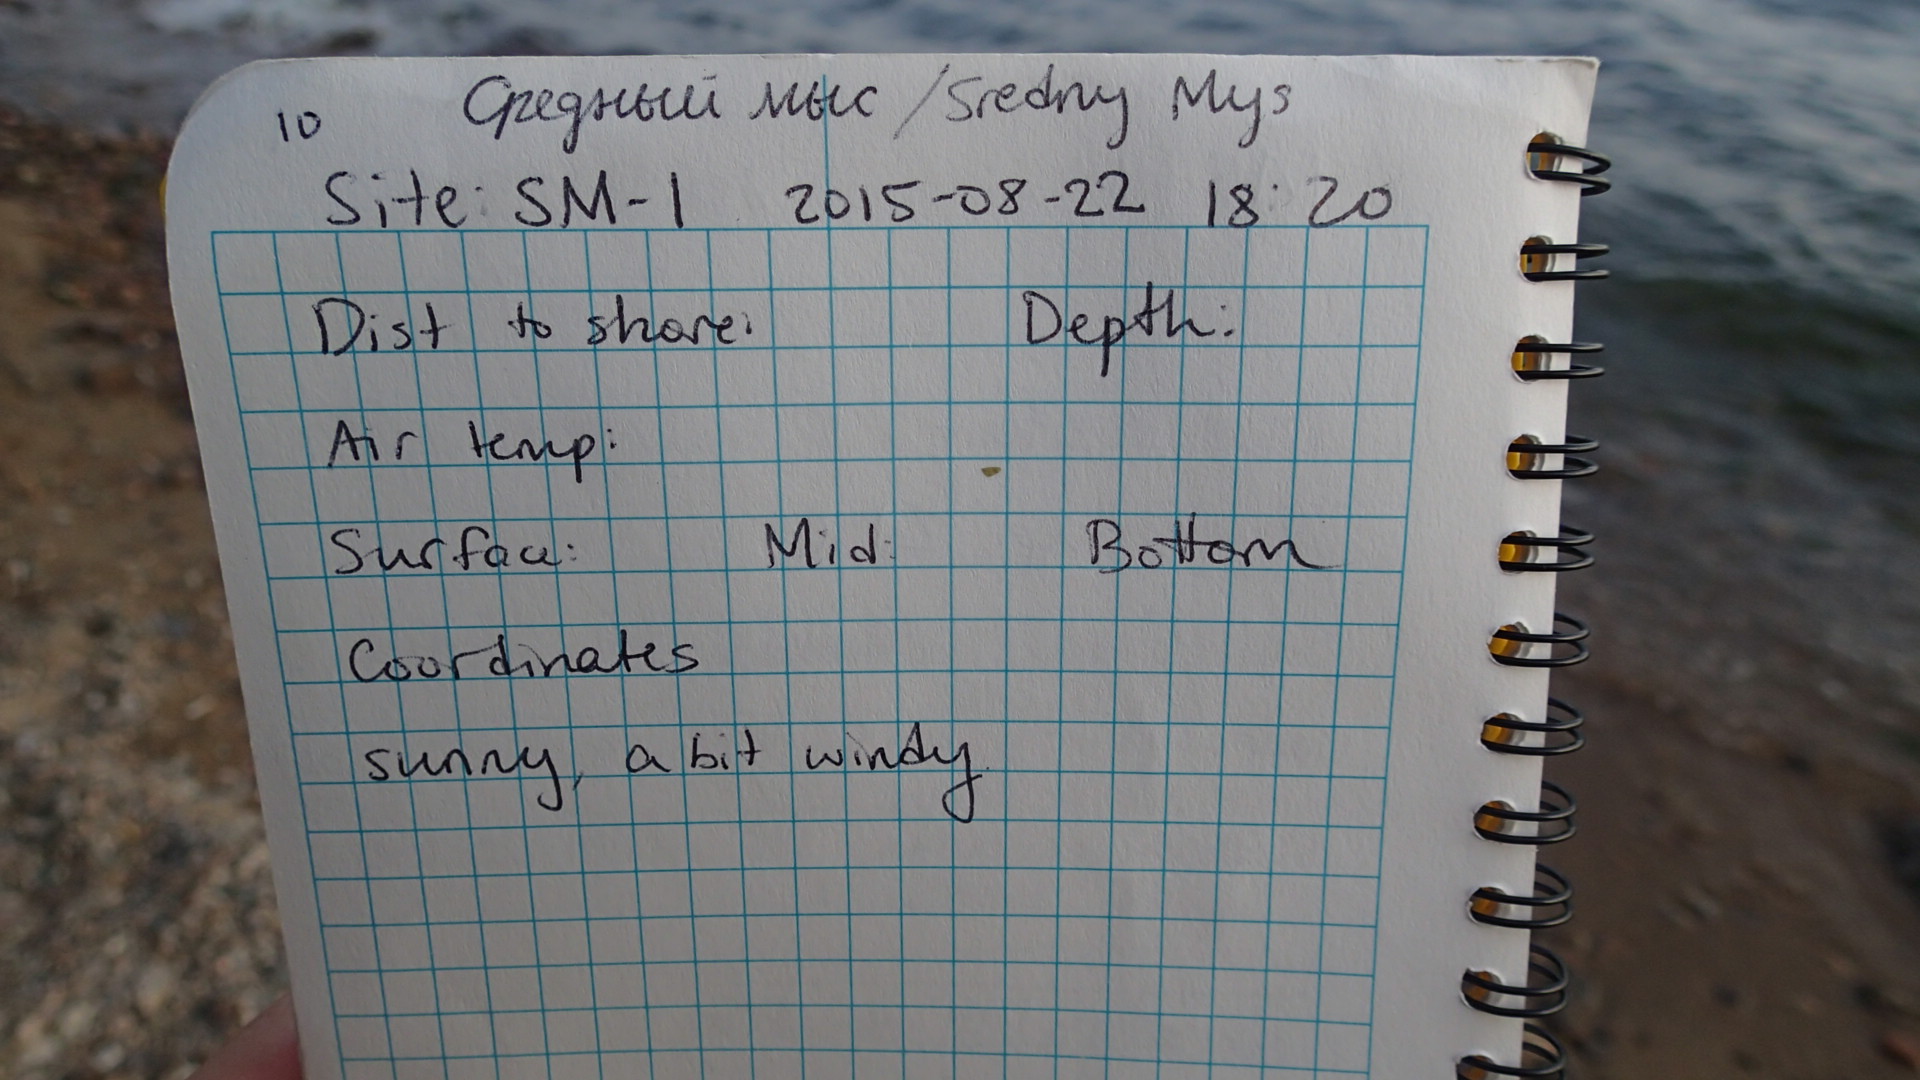 10 Средный мыс / Sredny Mys
Site: SM-1 2015-08-22 18:20
Dist to shore: Depth:
Air temp:
Surface: Mid: Bottom
Coordinates
sunny, a bit windy